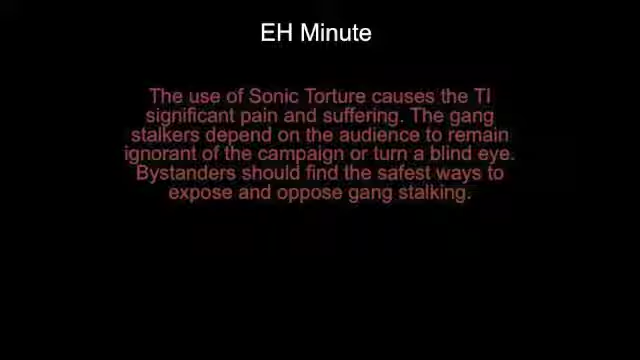 EH Minute
The use of Sonic Torture causes the TI
significant pain and suffering. The gang
stalkers depend on the audience to remain
ignorant of the campaign or turn a blind eye.
Bystanders should find the safest ways to
expose and oppose gang stalking.